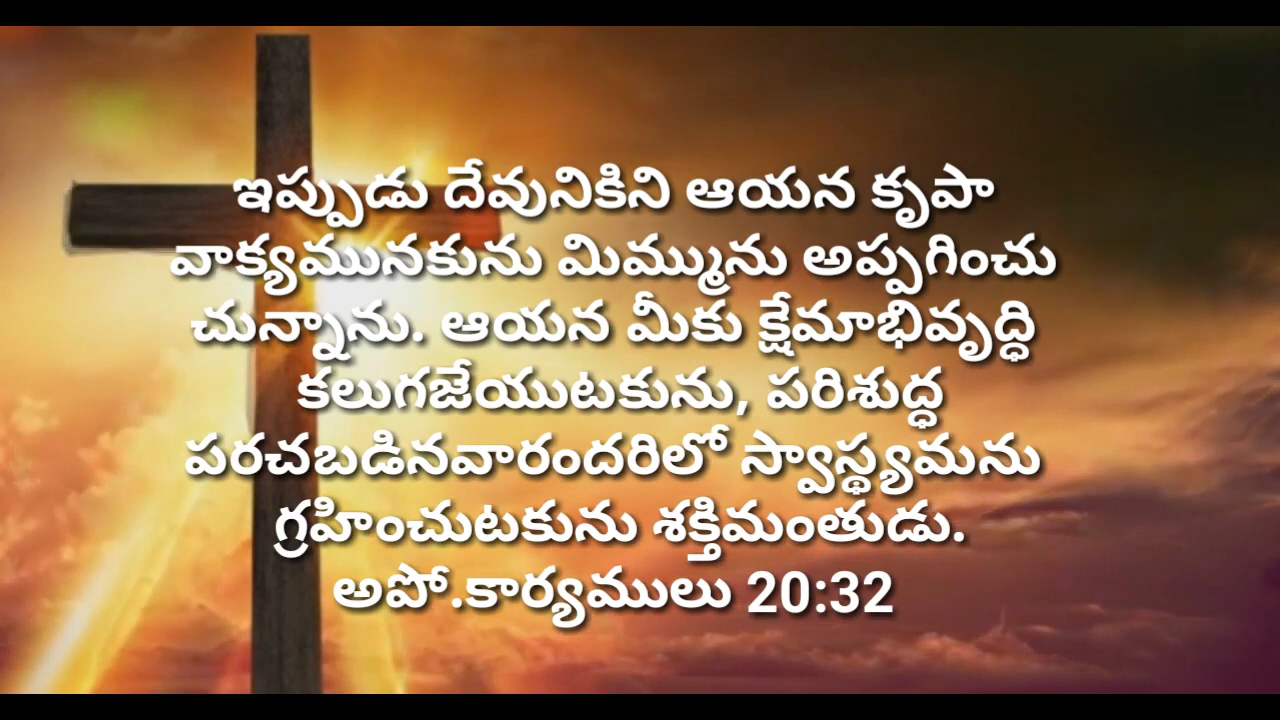 ఇప్పుడు దేవునికిని ఆయన కృపా
వాక్యమునకును మిమ్మును అప్పగించు
చున్నాను. ఆయన మీకు క్షేమాభివృద్ధి
కలుగజేయుటకును, పరిశుద్ధ
పరచబడినవారందరిలో స్వాస్థ్యమను
గ్రహించుటకును శక్తిమంతుడు.
అపో.కార్యములు 20:32